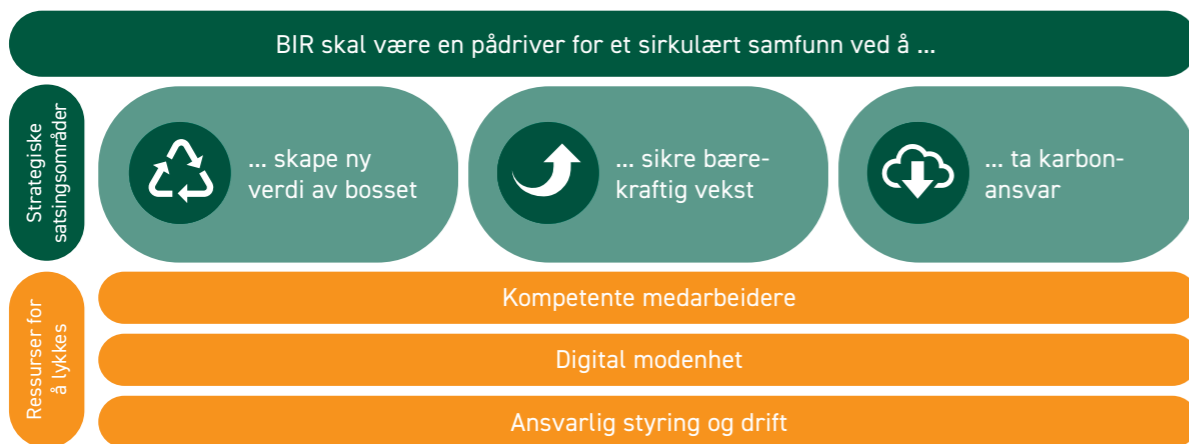 BIR skal være en pådriver for et sirkulært samfunn ved å ...
Strategiske
satsingsområder
... skape ny
verdi av bosset
... sikre bære-
kraftig vekst
... ta karbon-
ansvar
Ressurser for
å lykkes
Kompetente medarbeidere
Digital modenhet
Ansvarlig styring og drift